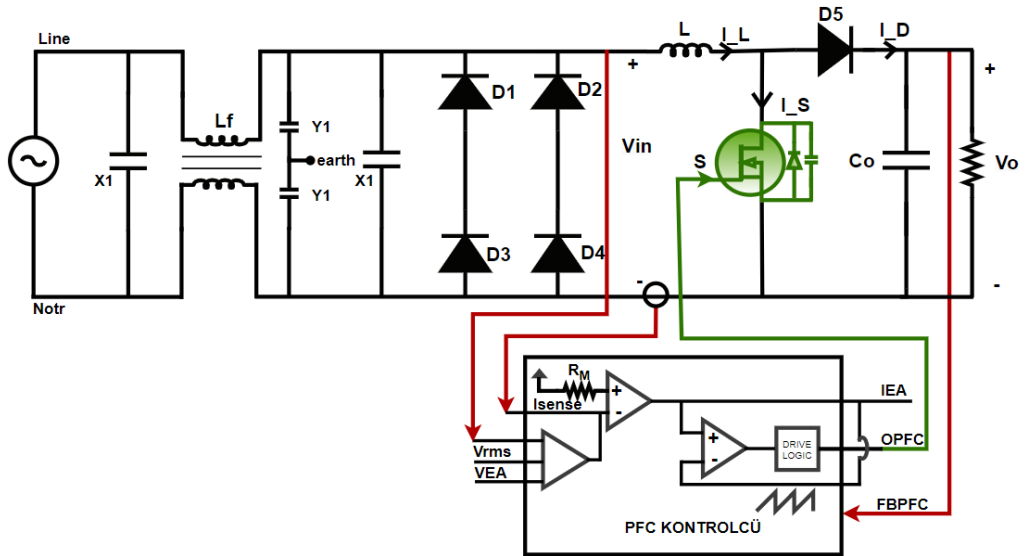 Line
Lf
X1
Notr
Y1
earth
Y1
X1
D1
D2
D3
D4
+
Vin
-
L
I_L
D5
I_D
I_S
S
Co
+
Vo
-
RM
Isense
+
-
Vrms
VEA
+
-
DRIVE
LOGIC
IEA
OPFC
FBPFC
PFC KONTROLCÜ